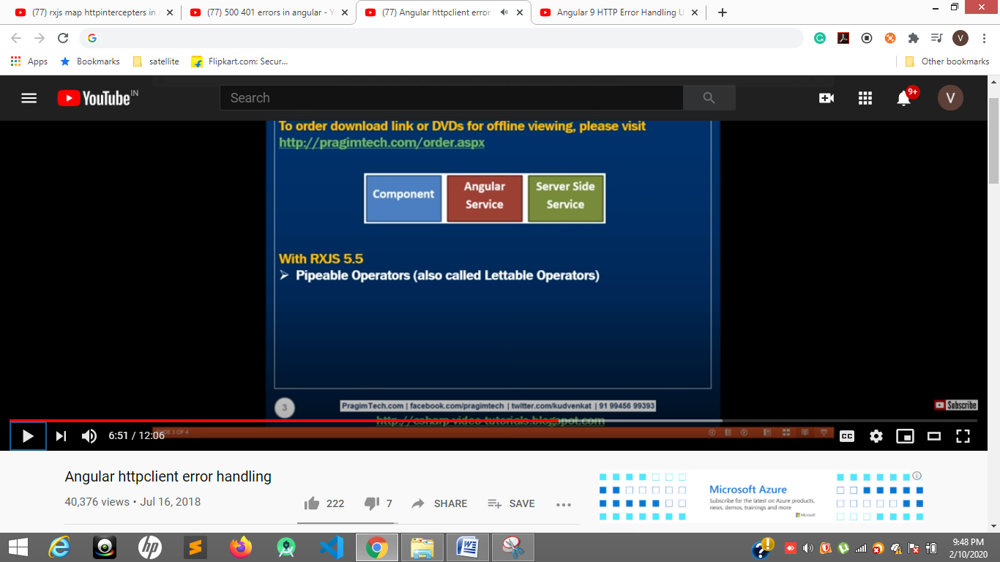 (77) rxjs map httpintercepters in a
(77) 500 401 errors in angular - Y
(77) Angular httpclient error
Angular 9 HTTP Error Handling U
Apps
Bookmarks
satellite
Flipkart.com: Secur...
Other bookmarks
V
YouTube IN
Search
9+
V
To order download link or DVDs for offline viewing, please visit
http://pragimtech.com/order.aspx
Component
Angular
Service
Server Side
Service
With RXJS 5.5
➢ Pipeable Operators (also called Lettable Operators)
3
PragimTech.com | facebook.com/pragimtech | twitter.com/kudvenkat | 91 99456 99393
http://csharp-video-tutorials.blogspot.com
Subscribe
6:51 / 12:06
DE 3 OF 4
CC
Angular httpclient error handling
40,376 views • Jul 16, 2018
222
7
SHARE
SAVE
Microsoft Azure
Subscribe for the latest on Azure products,
news, demos, trainings and more
Microsoft
9:48 PM
2/10/2020